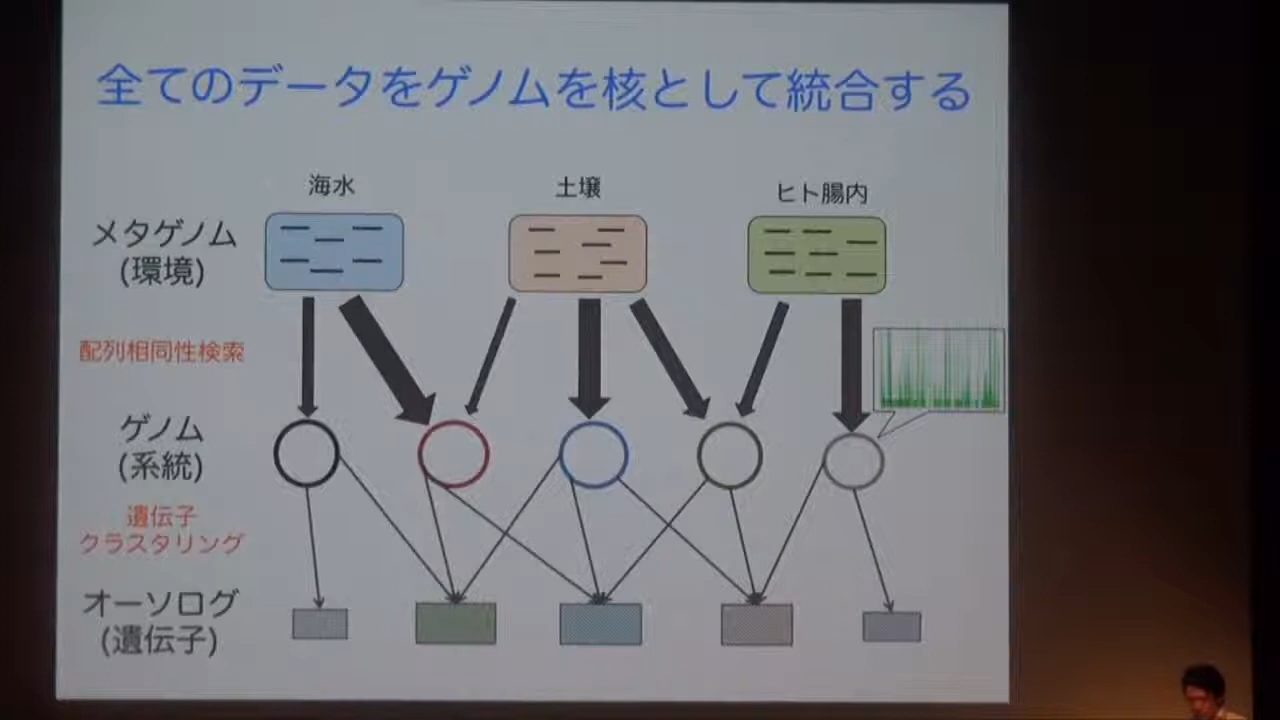 全てのデータをゲノムを核として統合する
海水
土壌
ヒト腸内
メタゲノム
(環境)
配列相同性検索
ゲノム
(系統)
遺伝子
クラスタリング
オーソログ
(遺伝子)